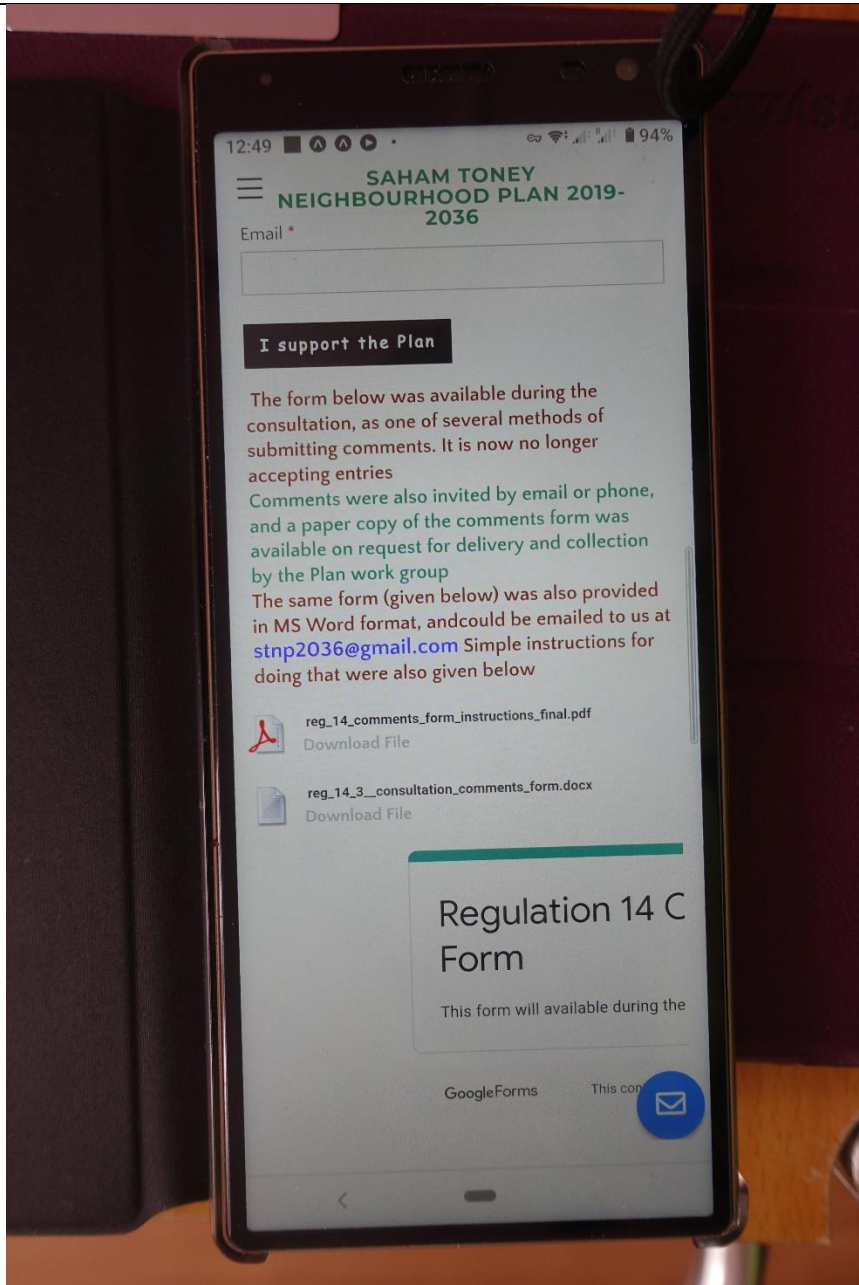 12:49
94%
SAHAM TONEY
NEIGHBOURHOOD PLAN 2019-
2036
Email *
I support the Plan
The form below was available during the
consultation, as one of several methods of
submitting comments. It is now no longer
accepting entries
Comments were also invited by email or phone,
and a paper copy of the comments form was
available on request for delivery and collection
by the Plan work group
The same form (given below) was also provided
in MS Word format, andcould be emailed to us at
stnp2036@gmail.com Simple instructions for
doing that were also given below
reg_14_comments_form_instructions_final.pdf
Download File
reg_14_3__consultation_comments_form.docx
Download File
Regulation 14 C
Form
This form will available during the
GoogleForms
This con